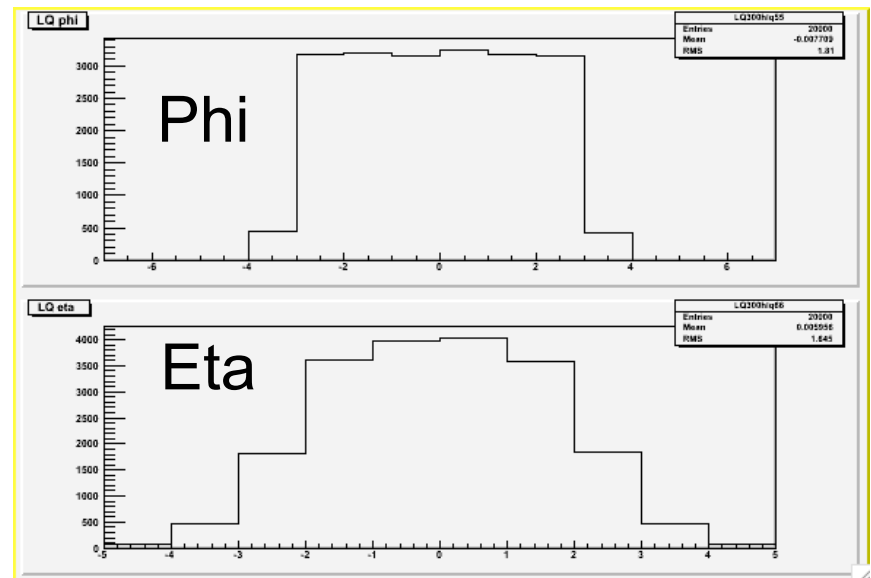 LQ phi
LQ300hlq55
Entries 20000
Mean -0.007709
RMS 1.81
Phi
3000
2500
2000
1500
1000
500
0
-6 -4 -2 0 2 4 6
LQ eta
LQ300hlq66
Entries 20000
Mean 0.005956
RMS 1.645
Eta
4000
3500
3000
2500
2000
1500
1000
500
0
-5 -4 -3 -2 -1 0 1 2 3 4 5